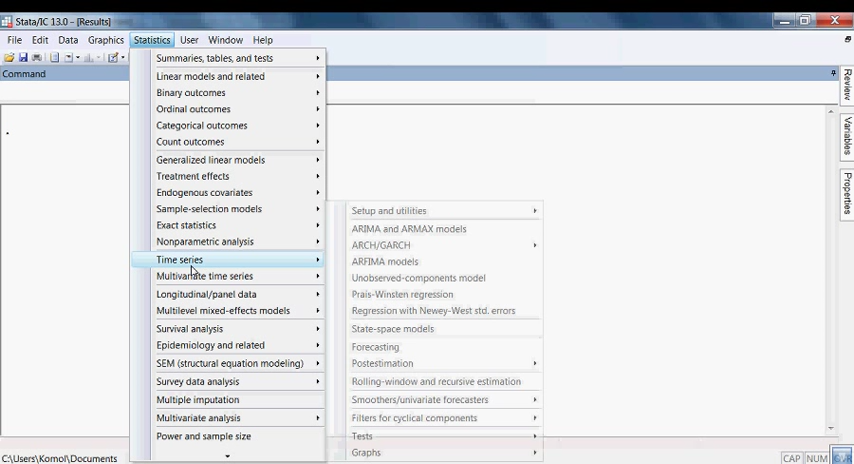 Stata/IC 13.0 - [Results]
File Edit Data Graphics Statistics User Window Help
Command
Summaries, tables, and tests
Linear models and related
Binary outcomes
Ordinal outcomes
Categorical outcomes
Count outcomes
Generalized linear models
Treatment effects
Endogenous covariates
Sample-selection models
Exact statistics
Nonparametric analysis
Time series
Multivariate time series
Longitudinal/panel data
Multilevel mixed-effects models
Survival analysis
Epidemiology and related
SEM (structural equation modeling)
Survey data analysis
Multiple imputation
Multivariate analysis
Power and sample size
Setup and utilities
ARIMA and ARMAX models
ARCH/GARCH
ARFIMA models
Unobserved-components model
Prais-Winsten regression
Regression with Newey-West std. errors
State-space models
Forecasting
Postestimation
Rolling-window and recursive estimation
Smoothers/univariate forecasters
Filters for cyclical components
Tests
Graphs
Review
Variables
Properties
C:\Users\Komol\Documents
CAP NUM OVR